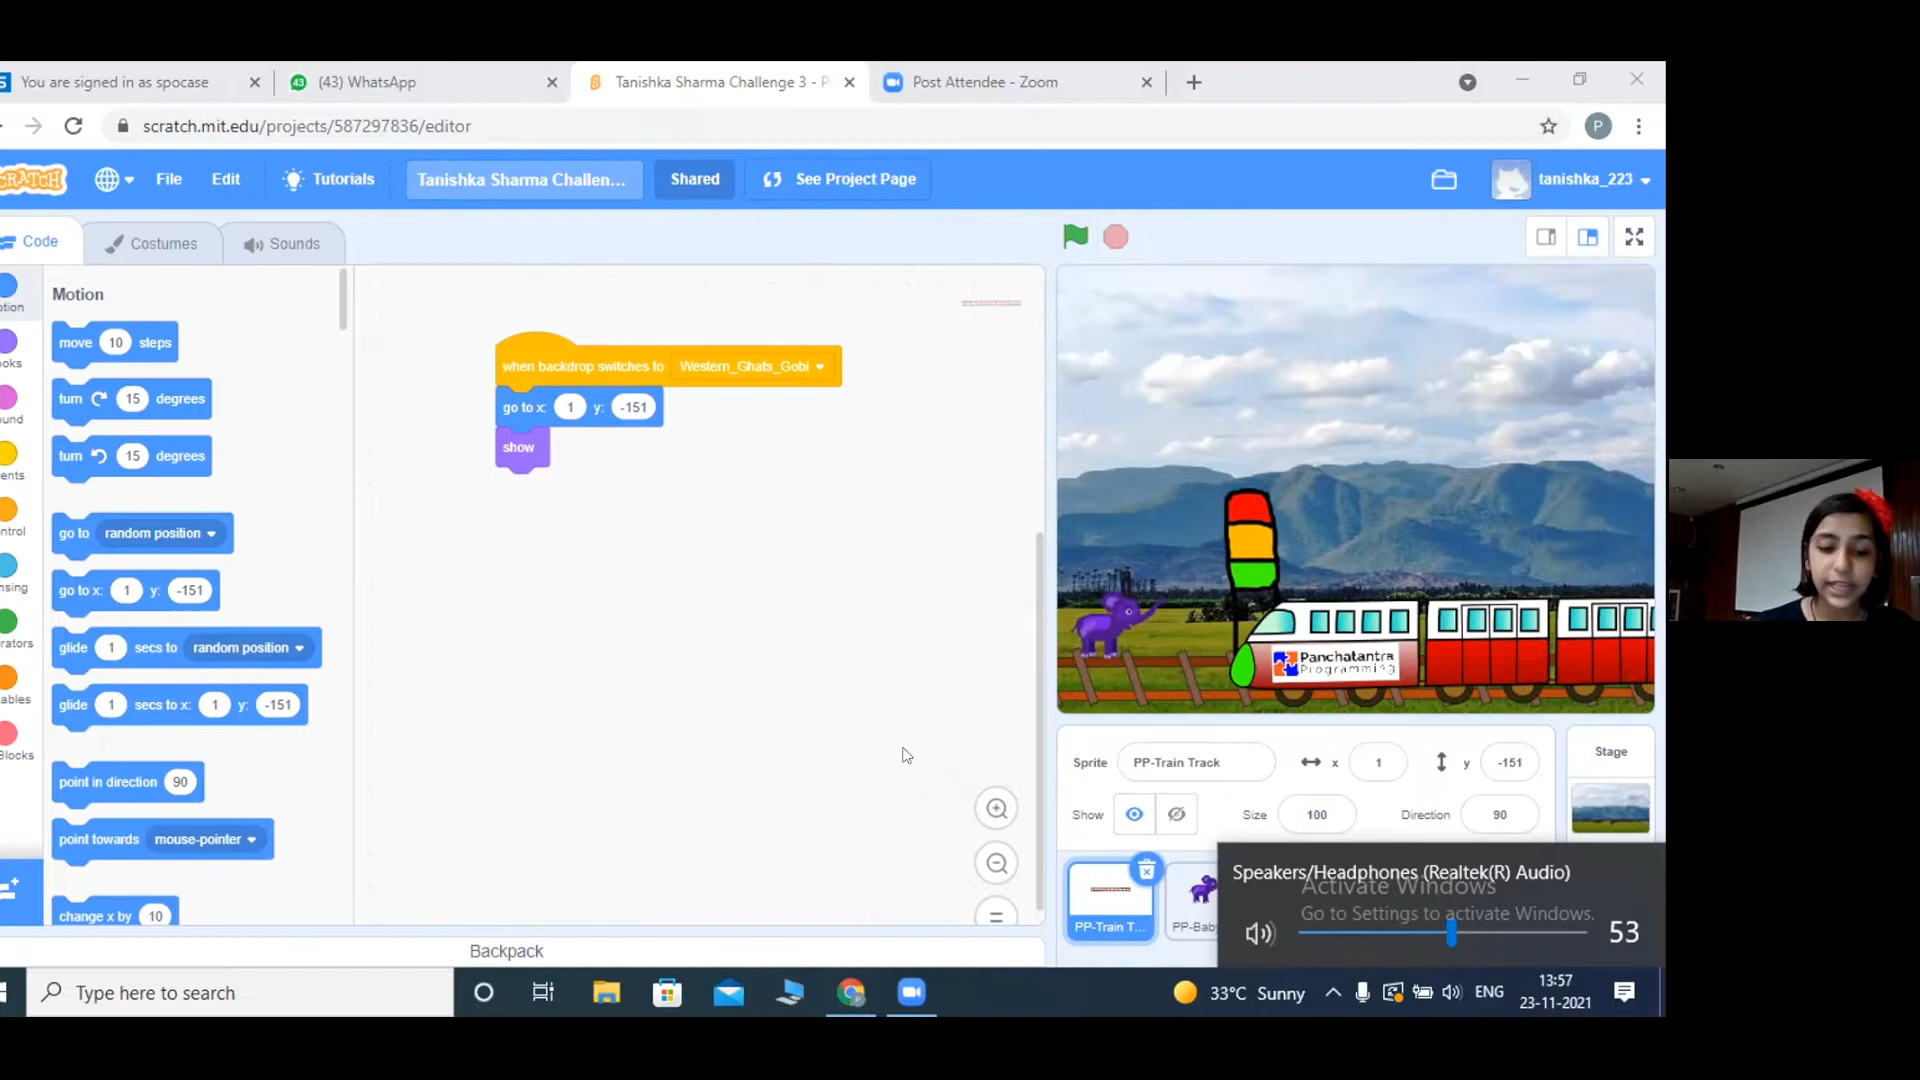 You are signed in as spocase
43
(43) WhatsApp
Tanishka Sharma Challenge 3 - P
Post Attendee - Zoom
scratch.mit.edu/projects/587297836/editor
P
File
Edit
Tutorials
Tanishka Sharma Challen...
Shared
See Project Page
tanishka_223
Code
Costumes
Sounds
Motion
move 10 steps
turn 15 degrees
turn 15 degrees
go to random position
go to x: 1 y: -151
glide 1 secs to random position
glide 1 secs to x: 1 y: -151
point in direction 90
point towards mouse-pointer
change x by 10
when backdrop switches to Western_Ghats_Gobi
go to x: 1 y: -151
show
Backpack
Panchatantra
Programming
Sprite PP-Train Track x 1 y -151
Show Size 100 Direction 90
Stage
PP-Train T...
PP-Bab
Speakers/Headphones (Realtek(R) Audio)
Activate Windows
Go to Settings to activate Windows.
53
Type here to search
33°C Sunny
ENG
13:57
23-11-2021